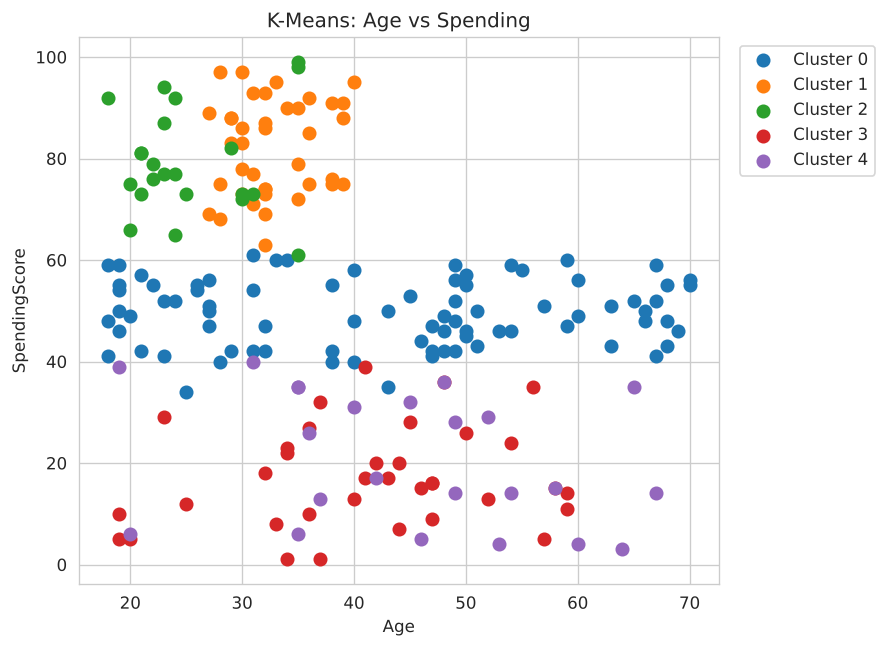 K-Means: Age vs Spending
100
80
60
40
20
0
SpendingScore
20 30 40 50 60 70
Age
Cluster 0
Cluster 1
Cluster 2
Cluster 3
Cluster 4